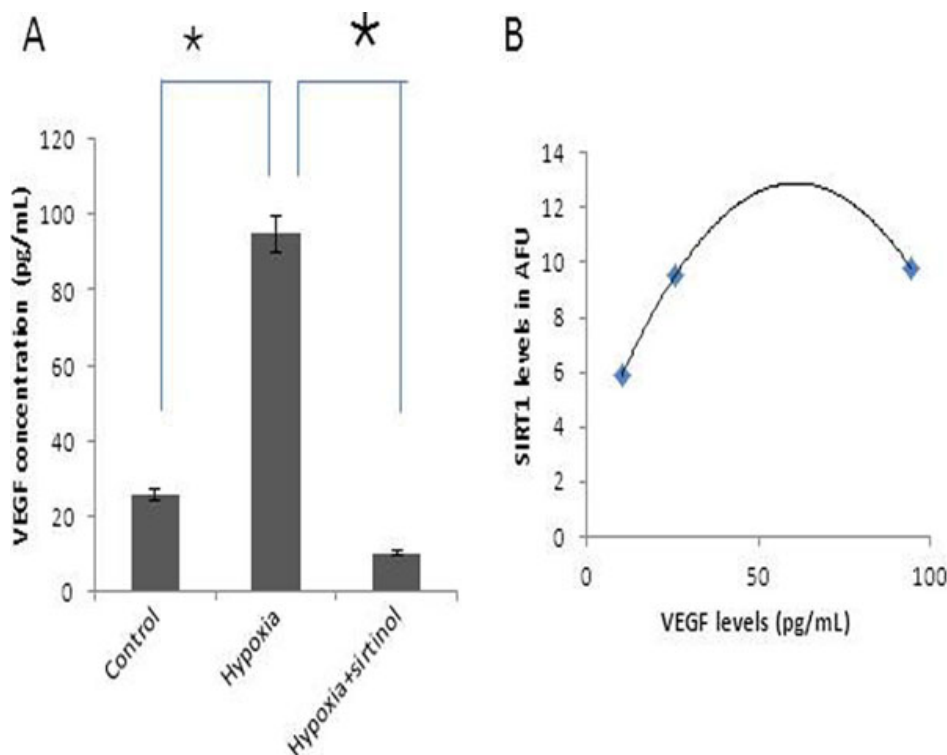 A
*
*
VEGF concentration (pg/mL)
120
100
80
60
40
20
0
Control
Hypoxia
Hypoxia+sirtinol
B
SIRT1 levels in AFU
14
12
10
8
6
4
2
0
0
50
100
VEGF levels (pg/mL)